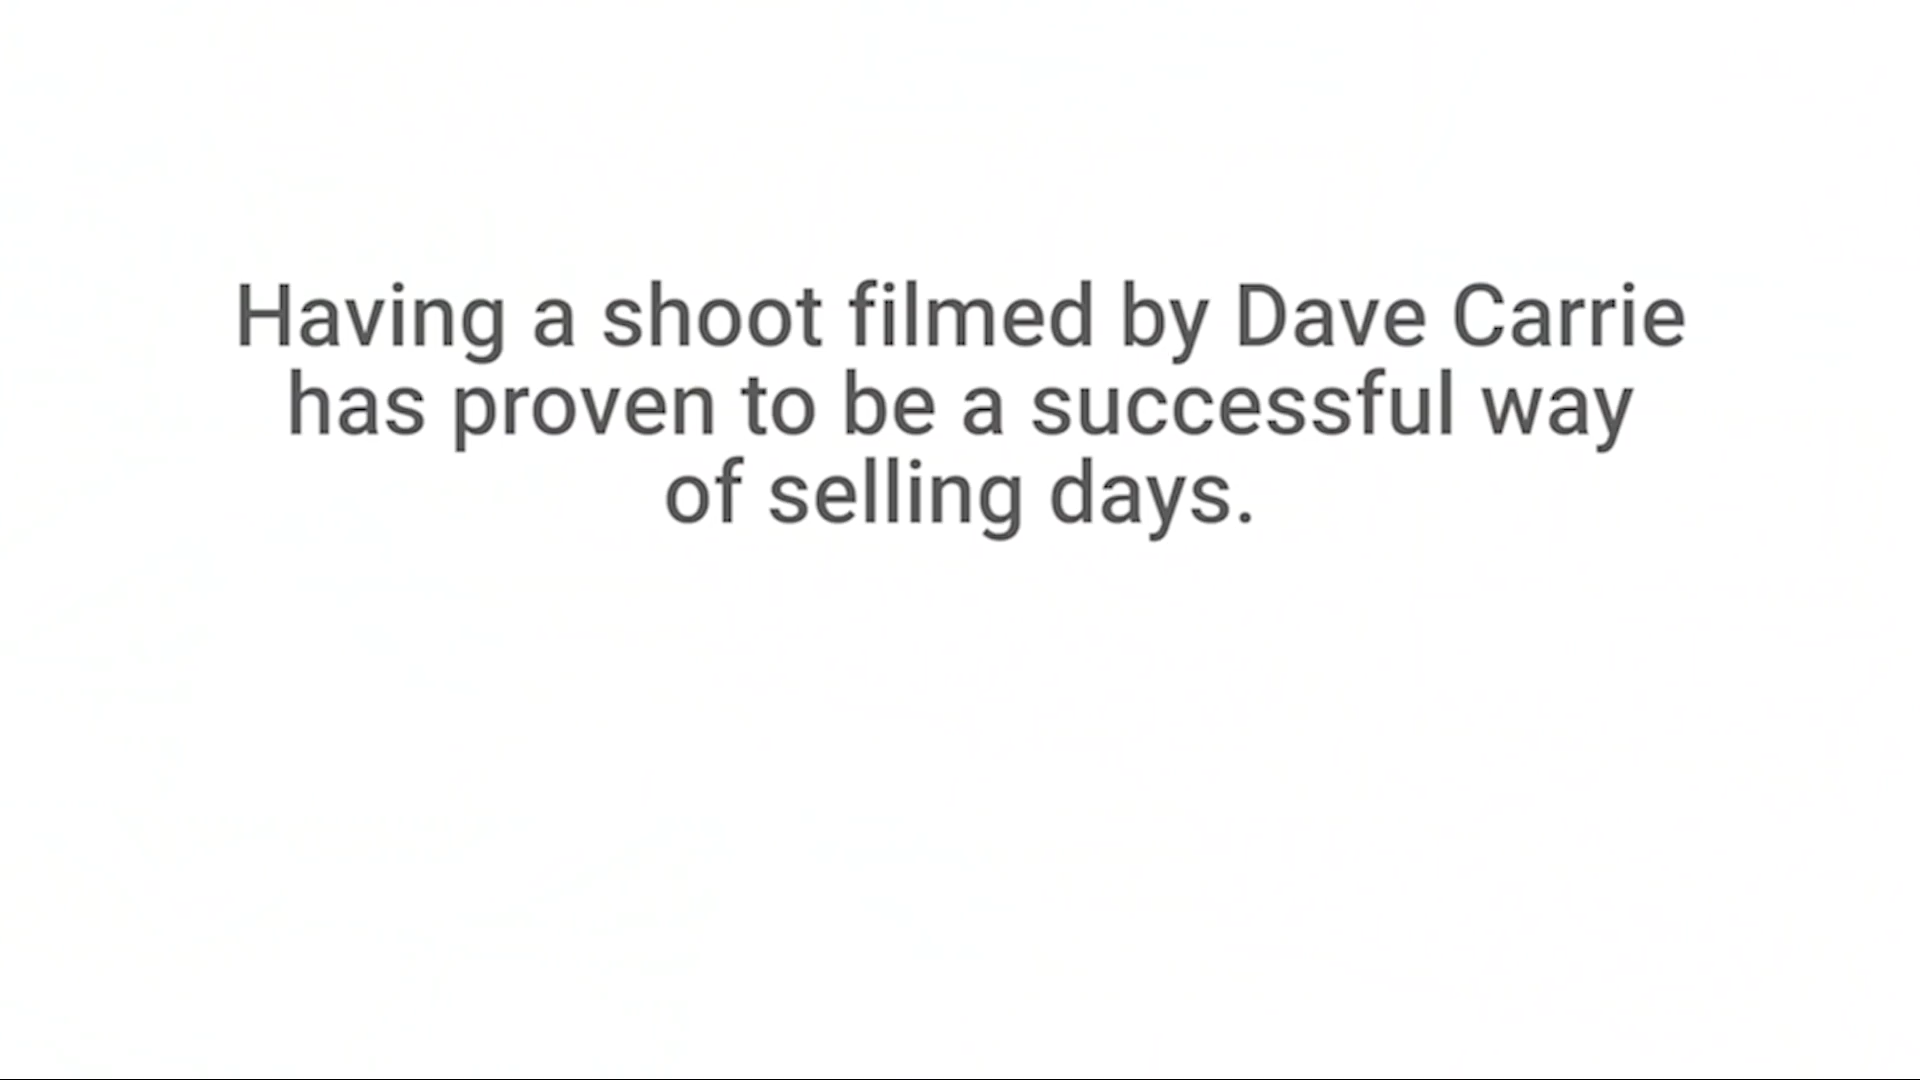 Having a shoot filmed by Dave Carrie
has proven to be a successful way
of selling days.